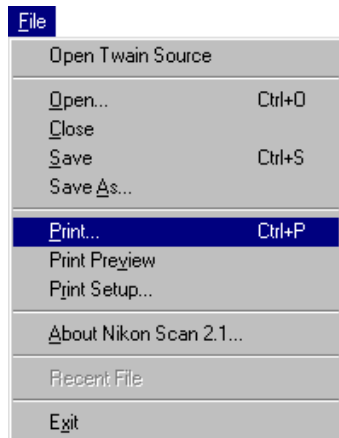 File
Open Twain Source
Open... Ctrl+O
Close
Save Ctrl+S
Save As...
Print... Ctrl+P
Print Preview
Print Setup...
About Nikon Scan 2.1...
Recent File
Exit